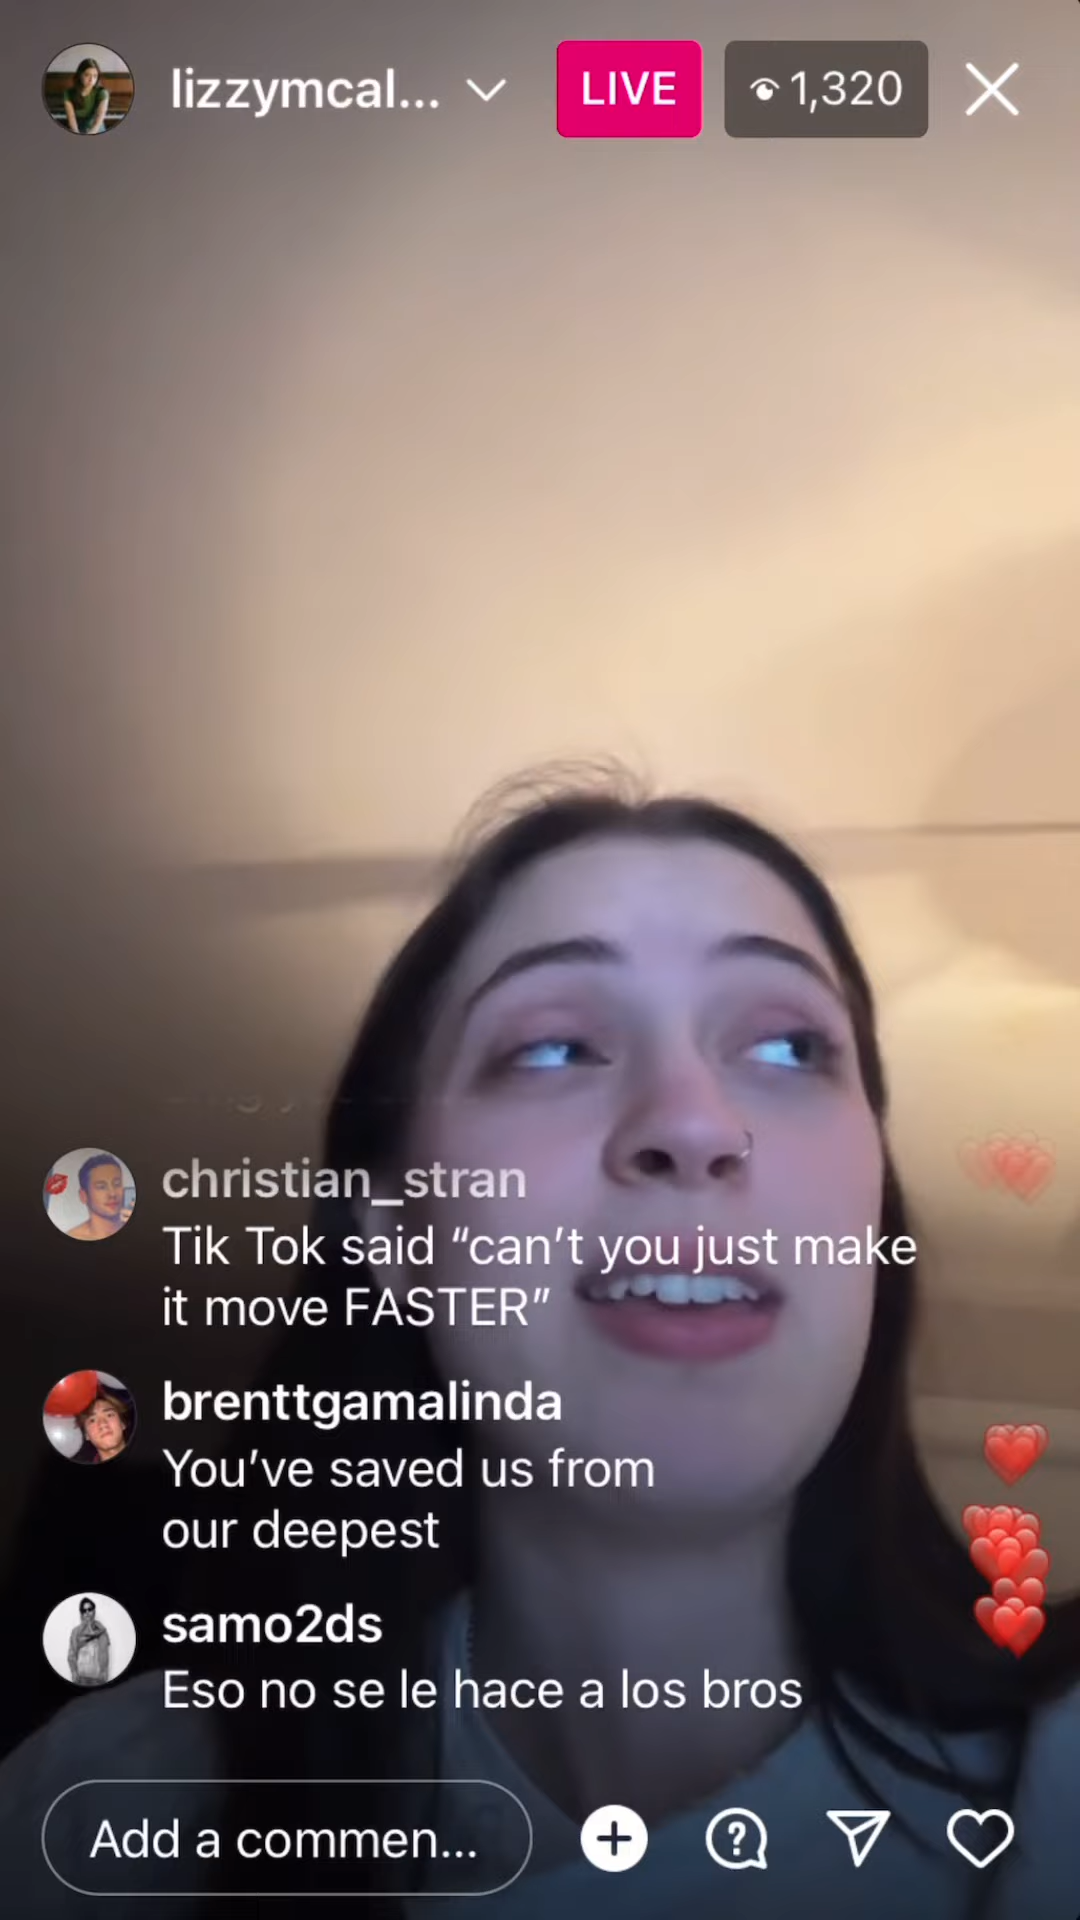 lizzymcal...
LIVE
1,320
christian_stran
Tik Tok said “can’t you just make
it move FASTER”
brenttgamalinda
You’ve saved us from
our deepest
samo2ds
Eso no se le hace a los bros
Add a commen...